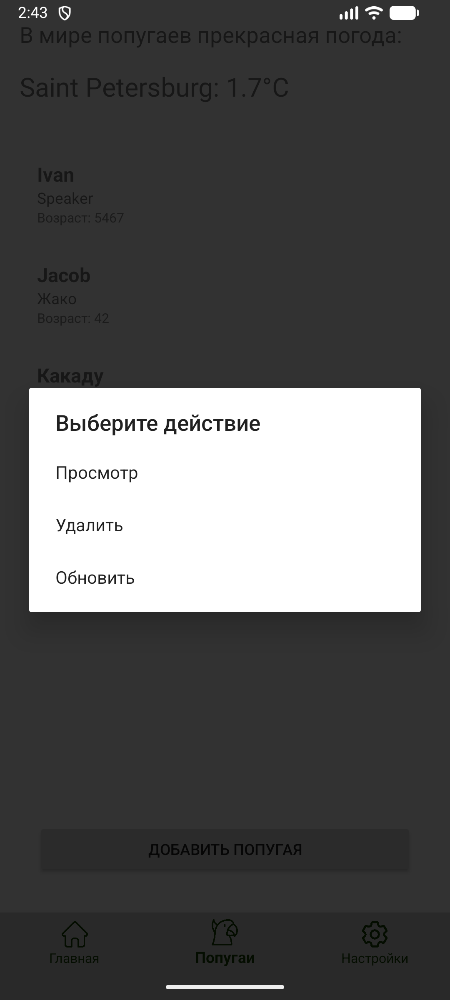 2:43
В мире попугаев прекрасная погода:
Saint Petersburg: 1.7°C
Ivan
Speaker
Возраст: 5467
Jacob
Жако
Возраст: 42
Какаду
Выберите действие
Просмотр
Удалить
Обновить
ДОБАВИТЬ ПОПУГАЯ
Главная
Попугаи
Настройки